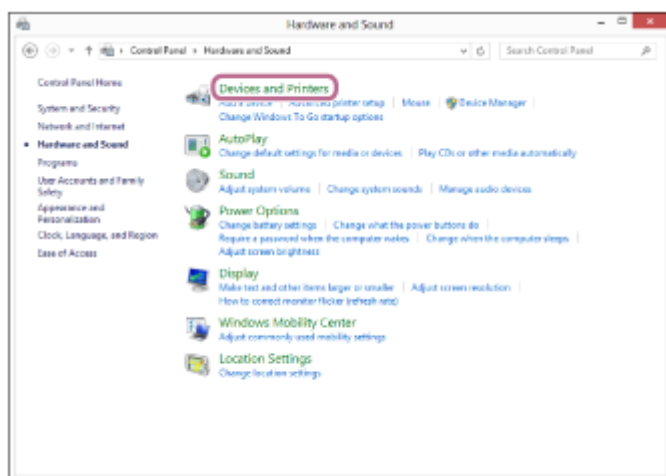 Hardware and Sound
Control Panel
Hardware and Sound
Search Control Panel
Control Panel Home
System and Security
Network and Internet
Hardware and Sound
Programs
User Accounts and Family
Safety
Appearance and
Personalization
Clock, Language, and Region
Ease of Access
Devices and Printers
Add a device
Advanced printer setup
Mouse
Device Manager
Change Windows To Go startup options
AutoPlay
Change default settings for media or devices
Play CDs or other media automatically
Sound
Adjust system volume
Change system sounds
Manage audio devices
Power Options
Change battery settings
Change what the power buttons do
Require a password when the computer wakes
Change when the computer sleeps
Adjust screen brightness
Display
Make text and other items larger or smaller
Adjust screen resolution
How to correct monitor flicker (refresh rate)
Windows Mobility Center
Adjust commonly used mobility settings
Location Settings
Change location settings